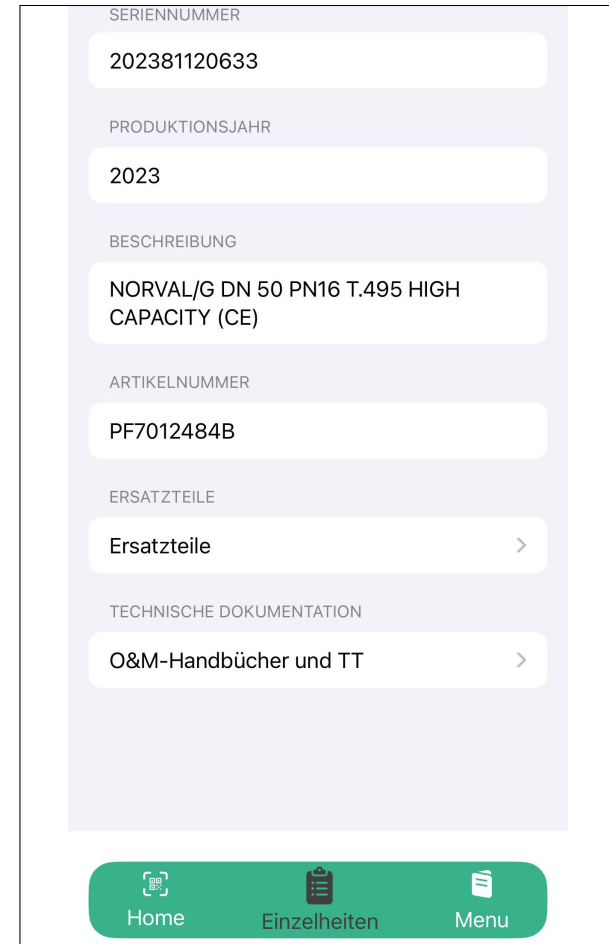 SERIENNUMMER
202381120633
PRODUKTIONSJAHR
2023
BESCHREIBUNG
NORVAL/G DN 50 PN16 T.495 HIGH
CAPACITY (CE)
ARTIKELNUMMER
PF7012484B
ERSATZTEILE
Ersatzteile
TECHNISCHE DOKUMENTATION
O&M-Handbücher und TT
Home
Einzelheiten
Menu